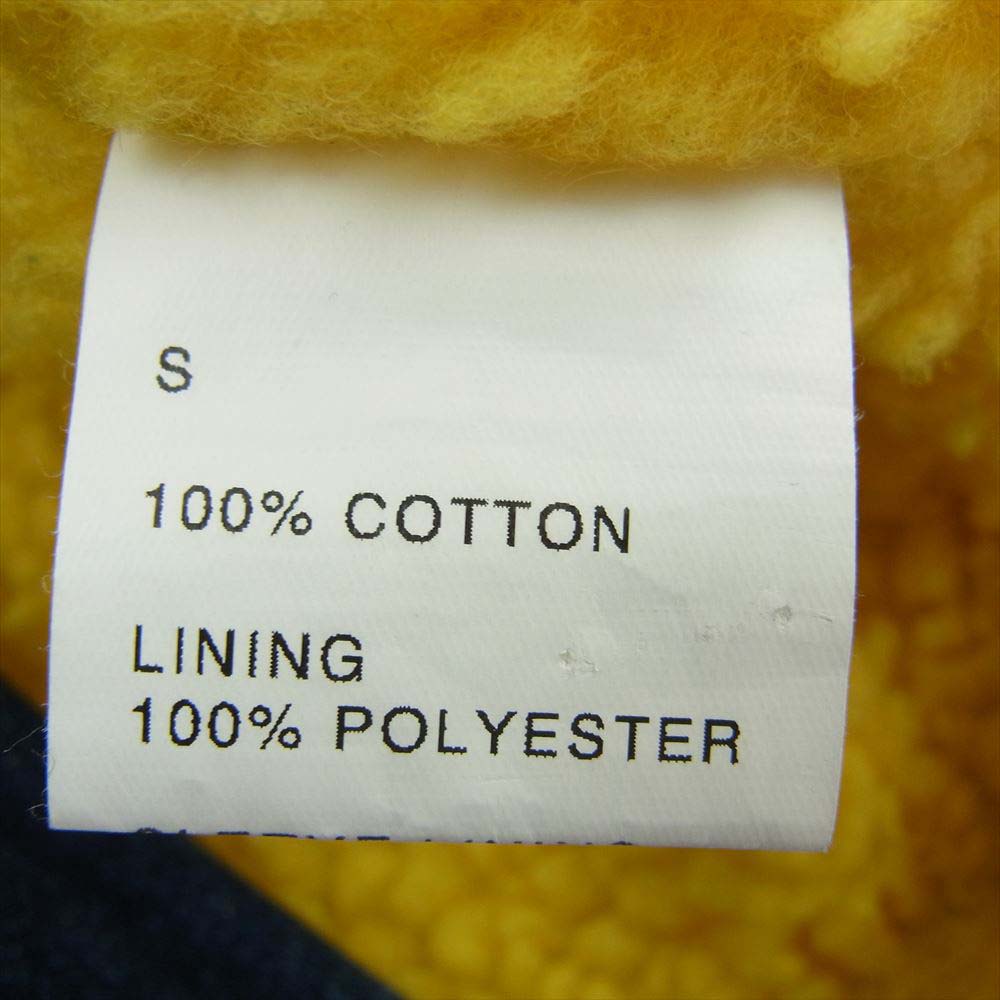 S
100% COTTON
LINING
100% POLYESTER